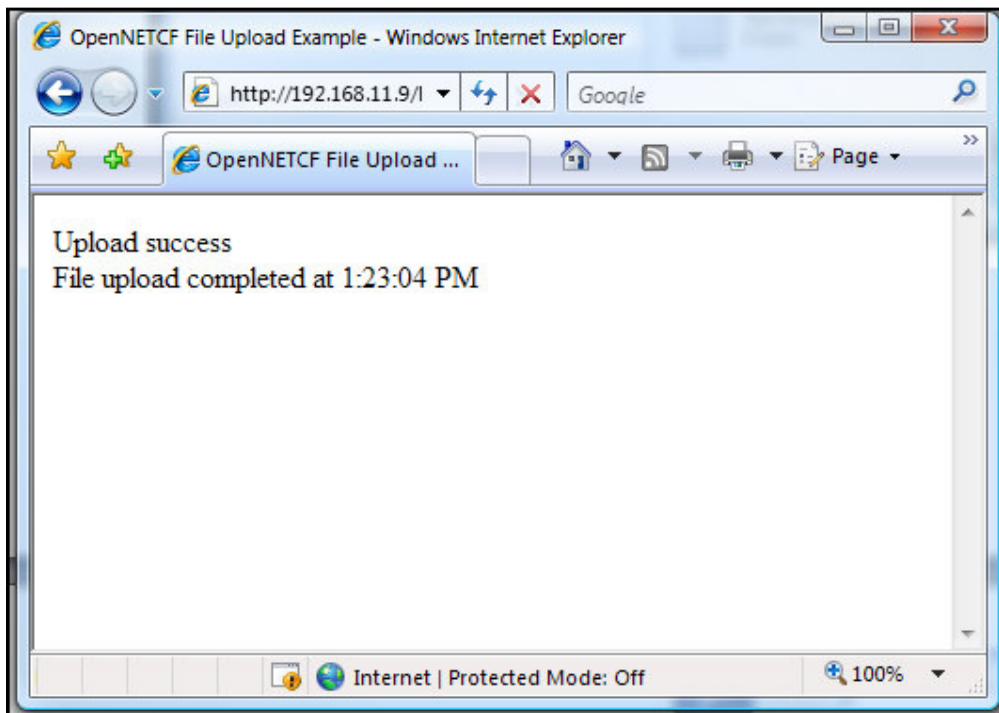 OpenNETCF File Upload Example - Windows Internet Explorer
http://192.168.11.9/l
Google
OpenNETCF File Upload ...
Page
Upload success
File upload completed at 1:23:04 PM
Internet | Protected Mode: Off
100%